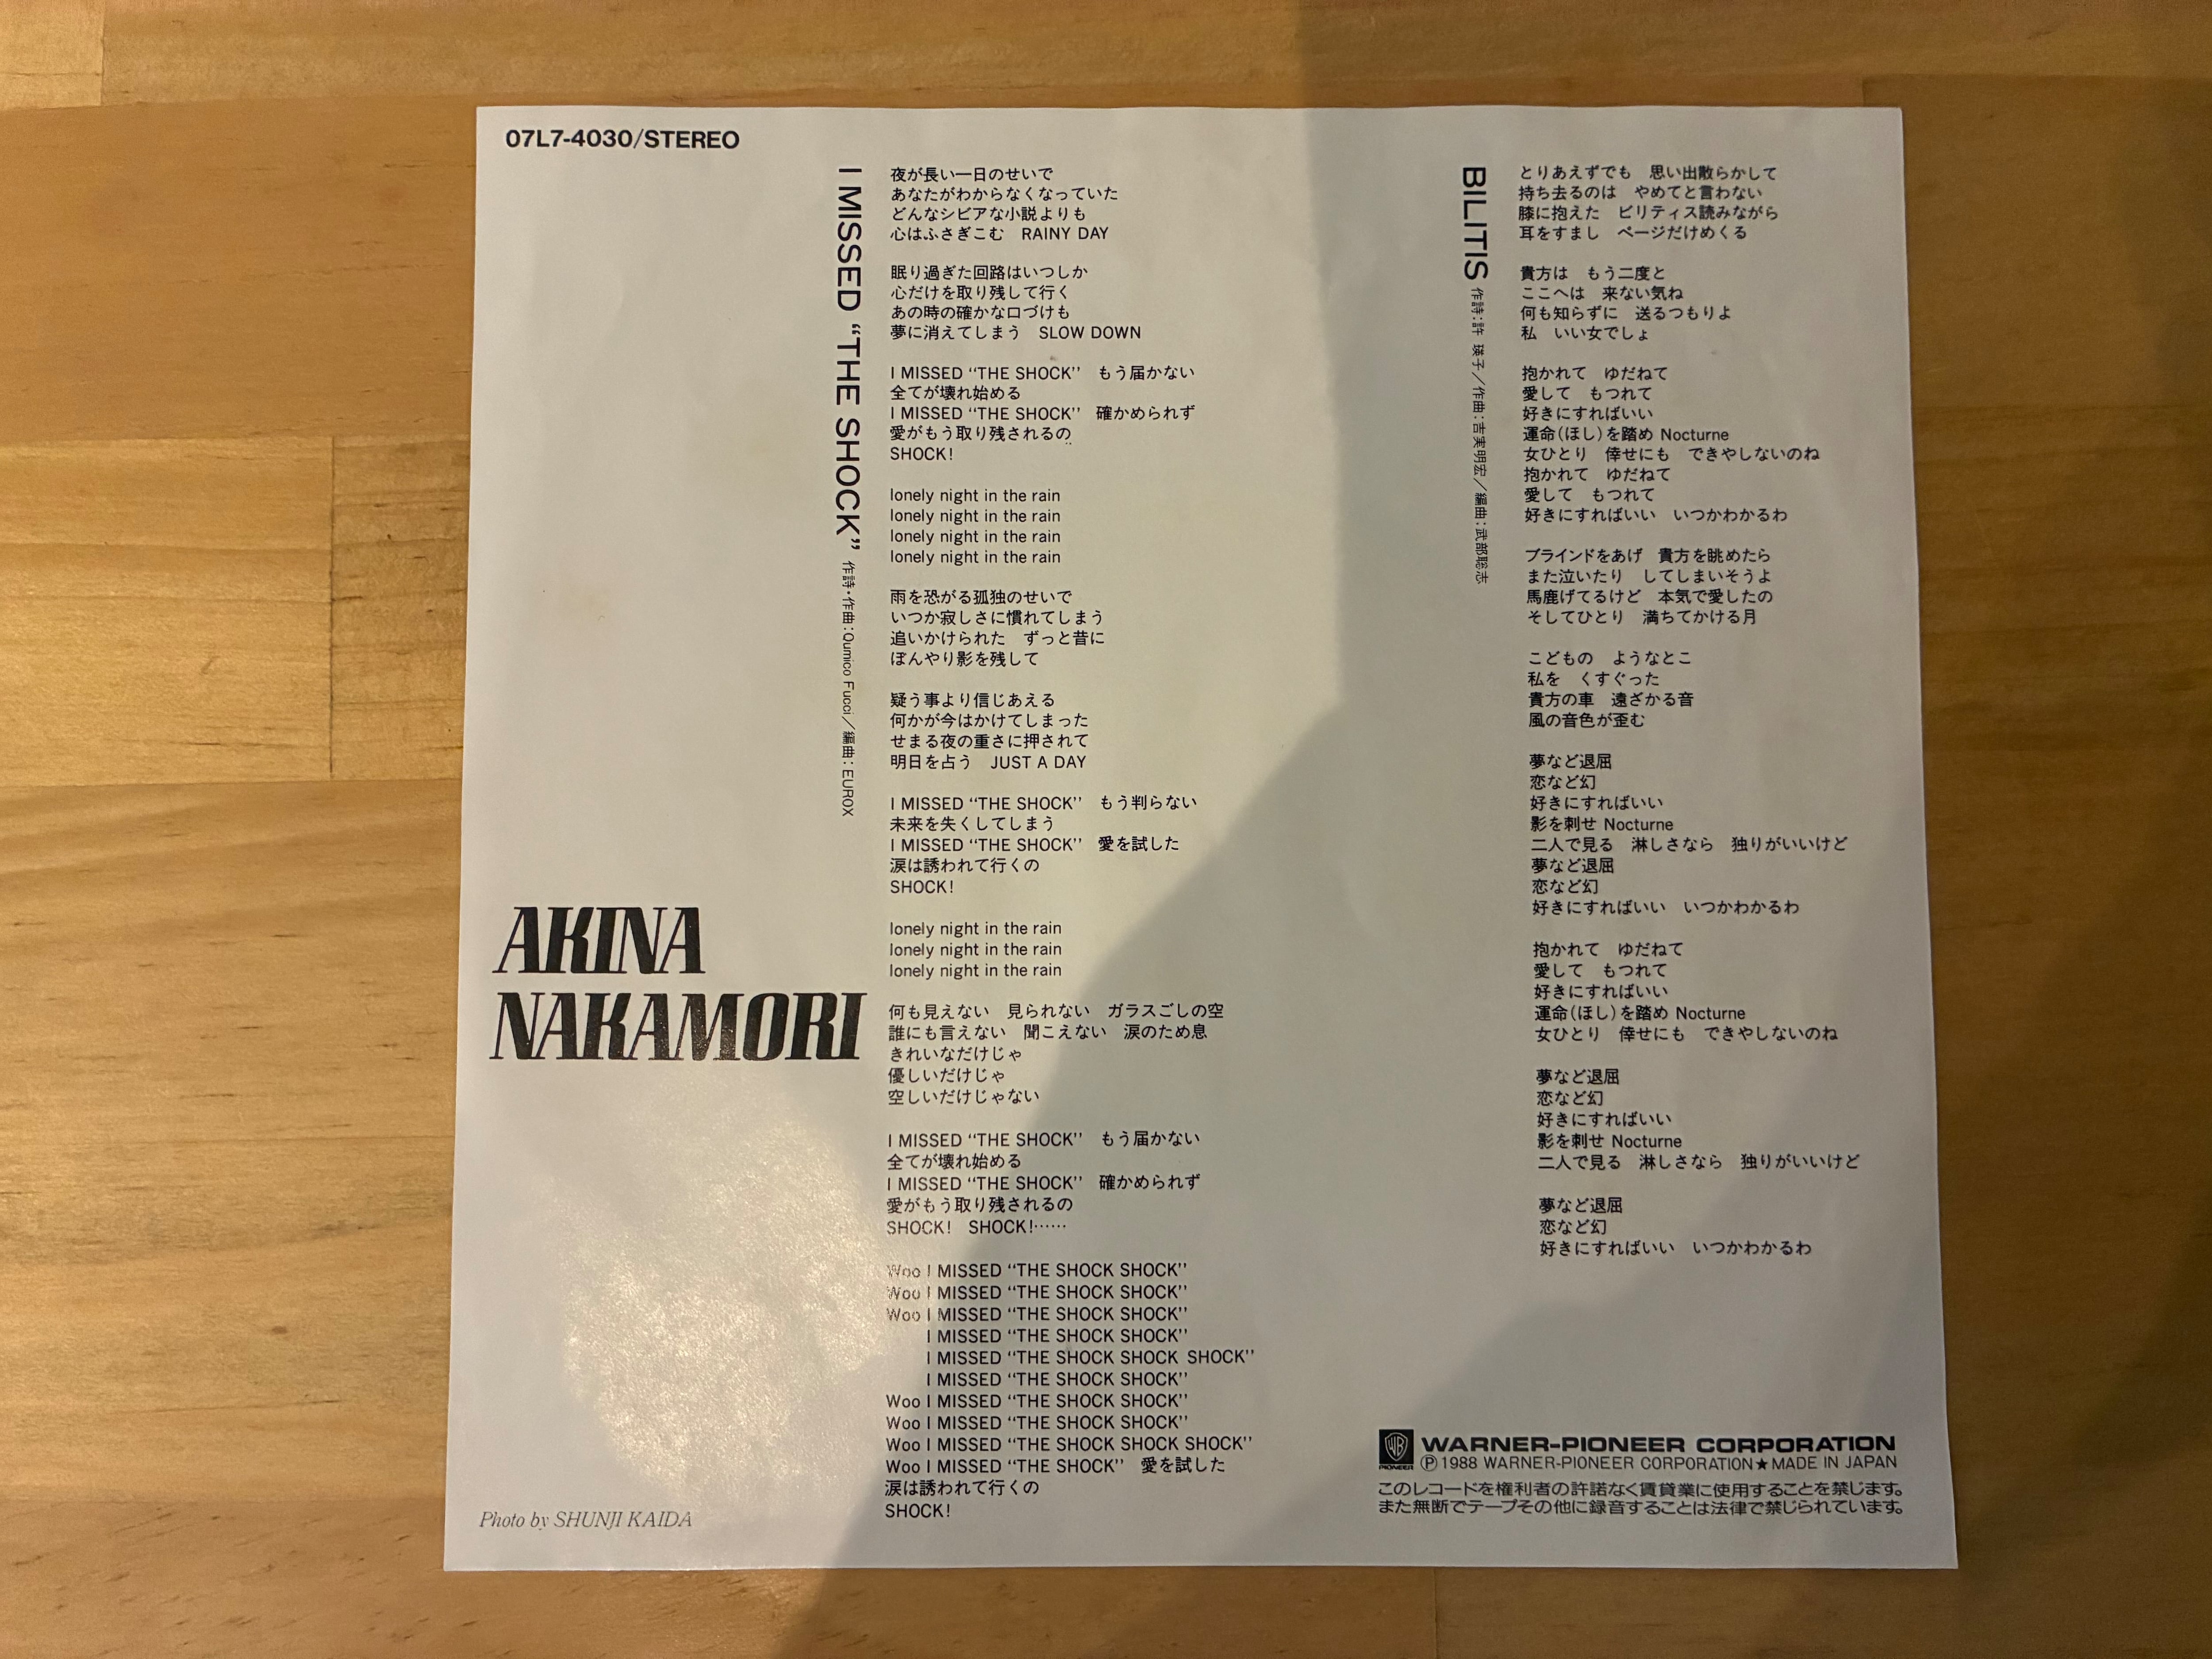 07L7-4030/STEREO
I MISSED “THE SHOCK” 作詩・作曲：Qumico Fucci／編曲：EUROX
夜が長い一日のせいで
あなたがわからなくなっていた
どんなシビアな小説よりも
心はふさぎこむ　RAINY DAY
眠り過ぎた回路はいつしか
心だけを取り残して行く
あの時の確かな口づけも
夢に消えてしまう　SLOW DOWN
I MISSED “THE SHOCK”　もう届かない
全てが壊れ始める
I MISSED “THE SHOCK”　確かめられず
愛がもう取り残されるの
SHOCK!
lonely night in the rain
lonely night in the rain
lonely night in the rain
lonely night in the rain
雨を恐がる孤独のせいで
いつか寂しさに慣れてしまう
追いかけられた　ずっと昔に
ぼんやり影を残して
疑う事より信じあえる
何かが今はかけてしまった
せまる夜の重さに押されて
明日を占う　JUST A DAY
I MISSED “THE SHOCK”　もう判らない
未来を失くしてしまう
I MISSED “THE SHOCK”　愛を試した
涙は誘われて行くの
SHOCK!
lonely night in the rain
lonely night in the rain
lonely night in the rain
何も見えない　見られない　ガラスごしの空
誰にも言えない　聞こえない　涙のため息
きれいなだけじゃ
優しいだけじゃ
空しいだけじゃない
I MISSED “THE SHOCK”　もう届かない
全てが壊れ始める
I MISSED “THE SHOCK”　確かめられず
愛がもう取り残されるの
SHOCK!　SHOCK!……
Woo I MISSED “THE SHOCK SHOCK”
Woo I MISSED “THE SHOCK SHOCK”
Woo I MISSED “THE SHOCK SHOCK”
I MISSED “THE SHOCK SHOCK”
I MISSED “THE SHOCK SHOCK SHOCK”
I MISSED “THE SHOCK SHOCK”
Woo I MISSED “THE SHOCK SHOCK”
Woo I MISSED “THE SHOCK SHOCK”
Woo I MISSED “THE SHOCK SHOCK SHOCK”
Woo I MISSED “THE SHOCK”　愛を試した
涙は誘われて行くの
SHOCK!
BILITIS 作詩：許 瑛子／作曲：吉実明宏／編曲：武部聡志
とりあえずでも　思い出散らかして
持ち去るのは　やめてと言わない
膝に抱えた　ビリティス読みながら
耳をすまし　ページだけめくる
貴方は　もう二度と
ここへは　来ない気ね
何も知らずに　送るつもりよ
私　いい女でしょ
抱かれて　ゆだねて
愛して　もつれて
好きにすればいい
運命(ほし)を踏め Nocturne
女ひとり　倖せにも　できやしないのね
抱かれて　ゆだねて
愛して　もつれて
好きにすればいい　いつかわかるわ
ブラインドをあげ　貴方を眺めたら
また泣いたり　してしまいそうよ
馬鹿げてるけど　本気で愛したの
そしてひとり　満ちてかける月
こどもの　ようなとこ
私を　くすぐった
貴方の車　遠ざかる音
風の音色が歪む
夢など退屈
恋など幻
好きにすればいい
影を刺せ Nocturne
二人で見る　淋しさなら　独りがいいけど
夢など退屈
恋など幻
好きにすればいい　いつかわかるわ
抱かれて　ゆだねて
愛して　もつれて
好きにすればいい
運命(ほし)を踏め Nocturne
女ひとり　倖せにも　できやしないのね
夢など退屈
恋など幻
好きにすればいい
影を刺せ Nocturne
二人で見る　淋しさなら　独りがいいけど
夢など退屈
恋など幻
好きにすればいい　いつかわかるわ
AKINA
NAKAMORI
Photo by SHUNJI KAIDA
WB
PIONEER
WARNER-PIONEER CORPORATION
Ⓟ1988 WARNER-PIONEER CORPORATION★MADE IN JAPAN
このレコードを権利者の許諾なく賃貸業に使用することを禁じます。
また無断でテープその他に録音することは法律で禁じられています。